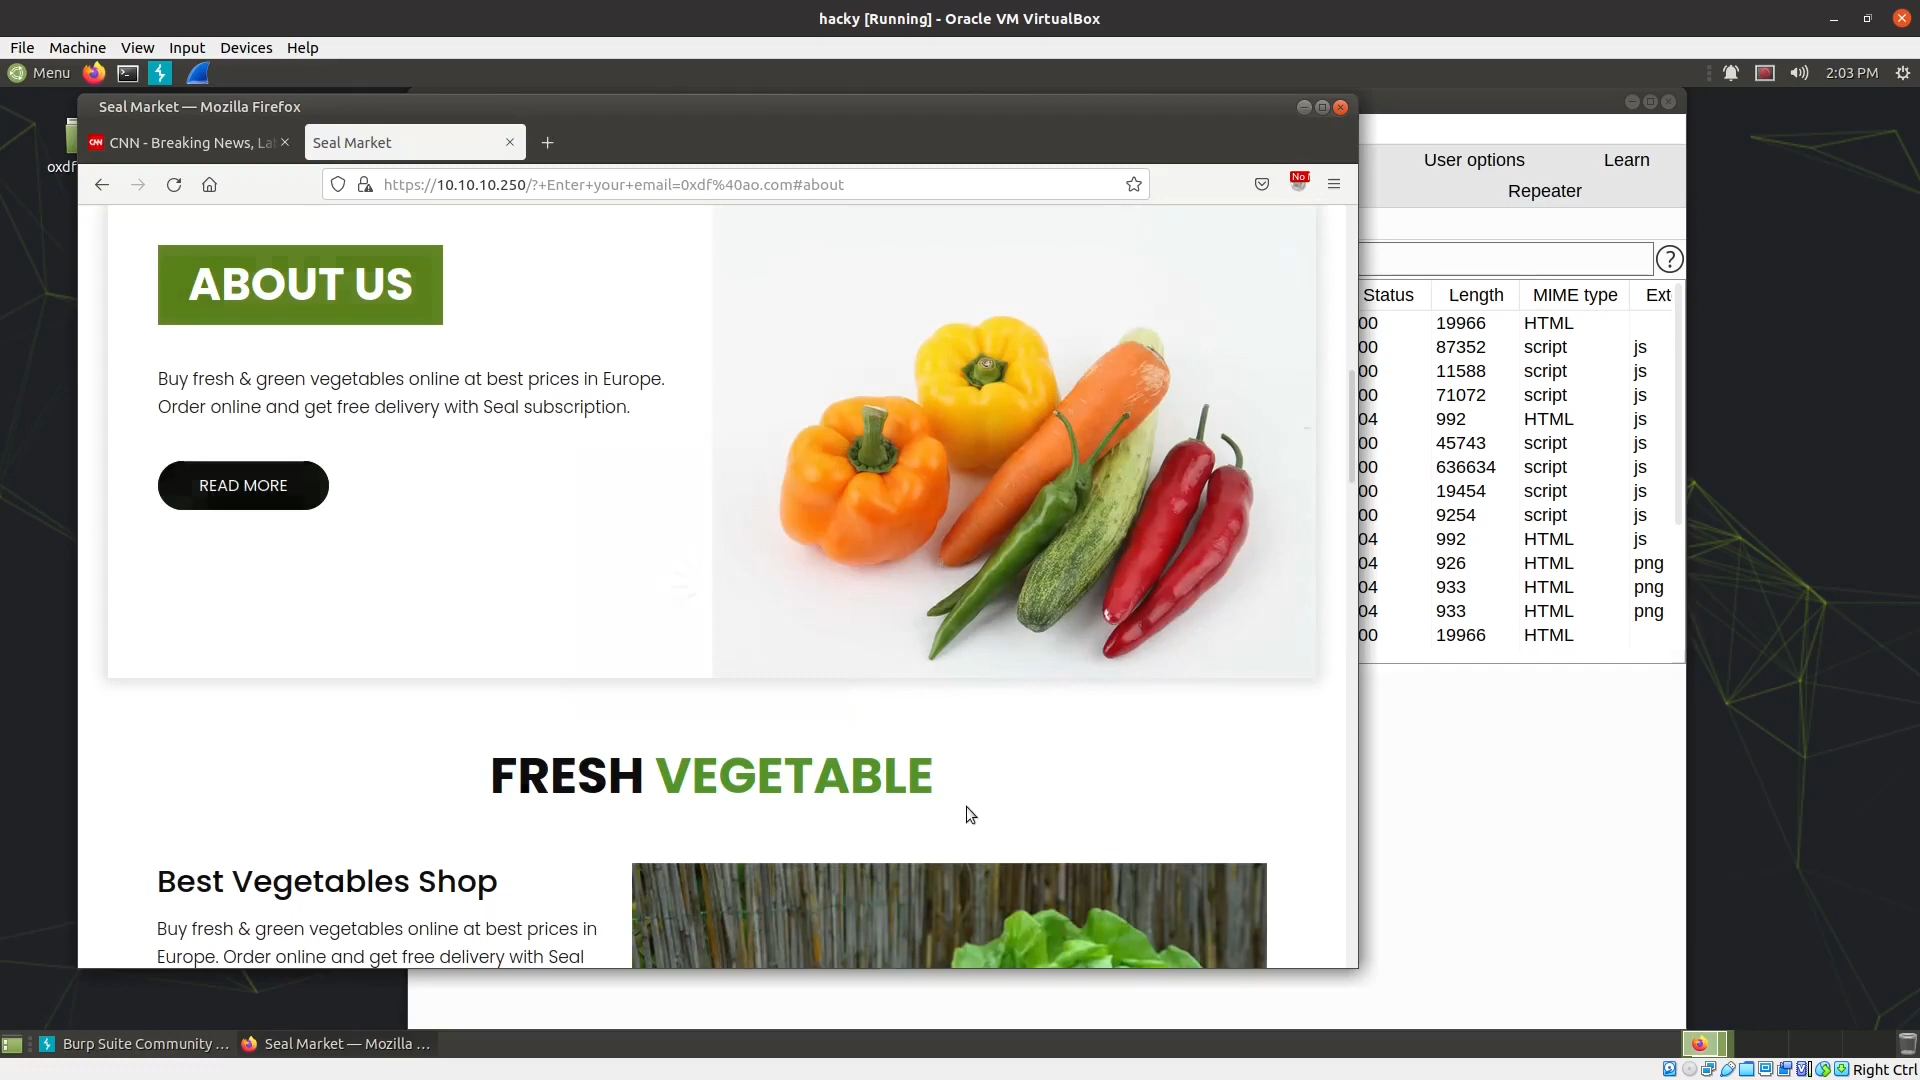 hacky [Running] - Oracle VM VirtualBox
File Machine View Input Devices Help
Menu
2:03 PM
oxdf
Seal Market — Mozilla Firefox
CNN - Breaking News, La
Seal Market
https://10.10.10.250/?+Enter+your+email=0xdf%40ao.com#about
No
ABOUT US
Buy fresh & green vegetables online at best prices in Europe.
Order online and get free delivery with Seal subscription.
READ MORE
FRESH VEGETABLE
Best Vegetables Shop
Buy fresh & green vegetables online at best prices in
Europe. Order online and get free delivery with Seal
User options Learn
Repeater
?
Status Length MIME type Ext
00 19966 HTML
00 87352 script js
00 11588 script js
00 71072 script js
04 992 HTML js
00 45743 script js
00 636634 script js
00 19454 script js
00 9254 script js
04 992 HTML js
04 926 HTML png
04 933 HTML png
04 933 HTML png
00 19966 HTML
Burp Suite Community ...
Seal Market — Mozilla ...
Right Ctrl